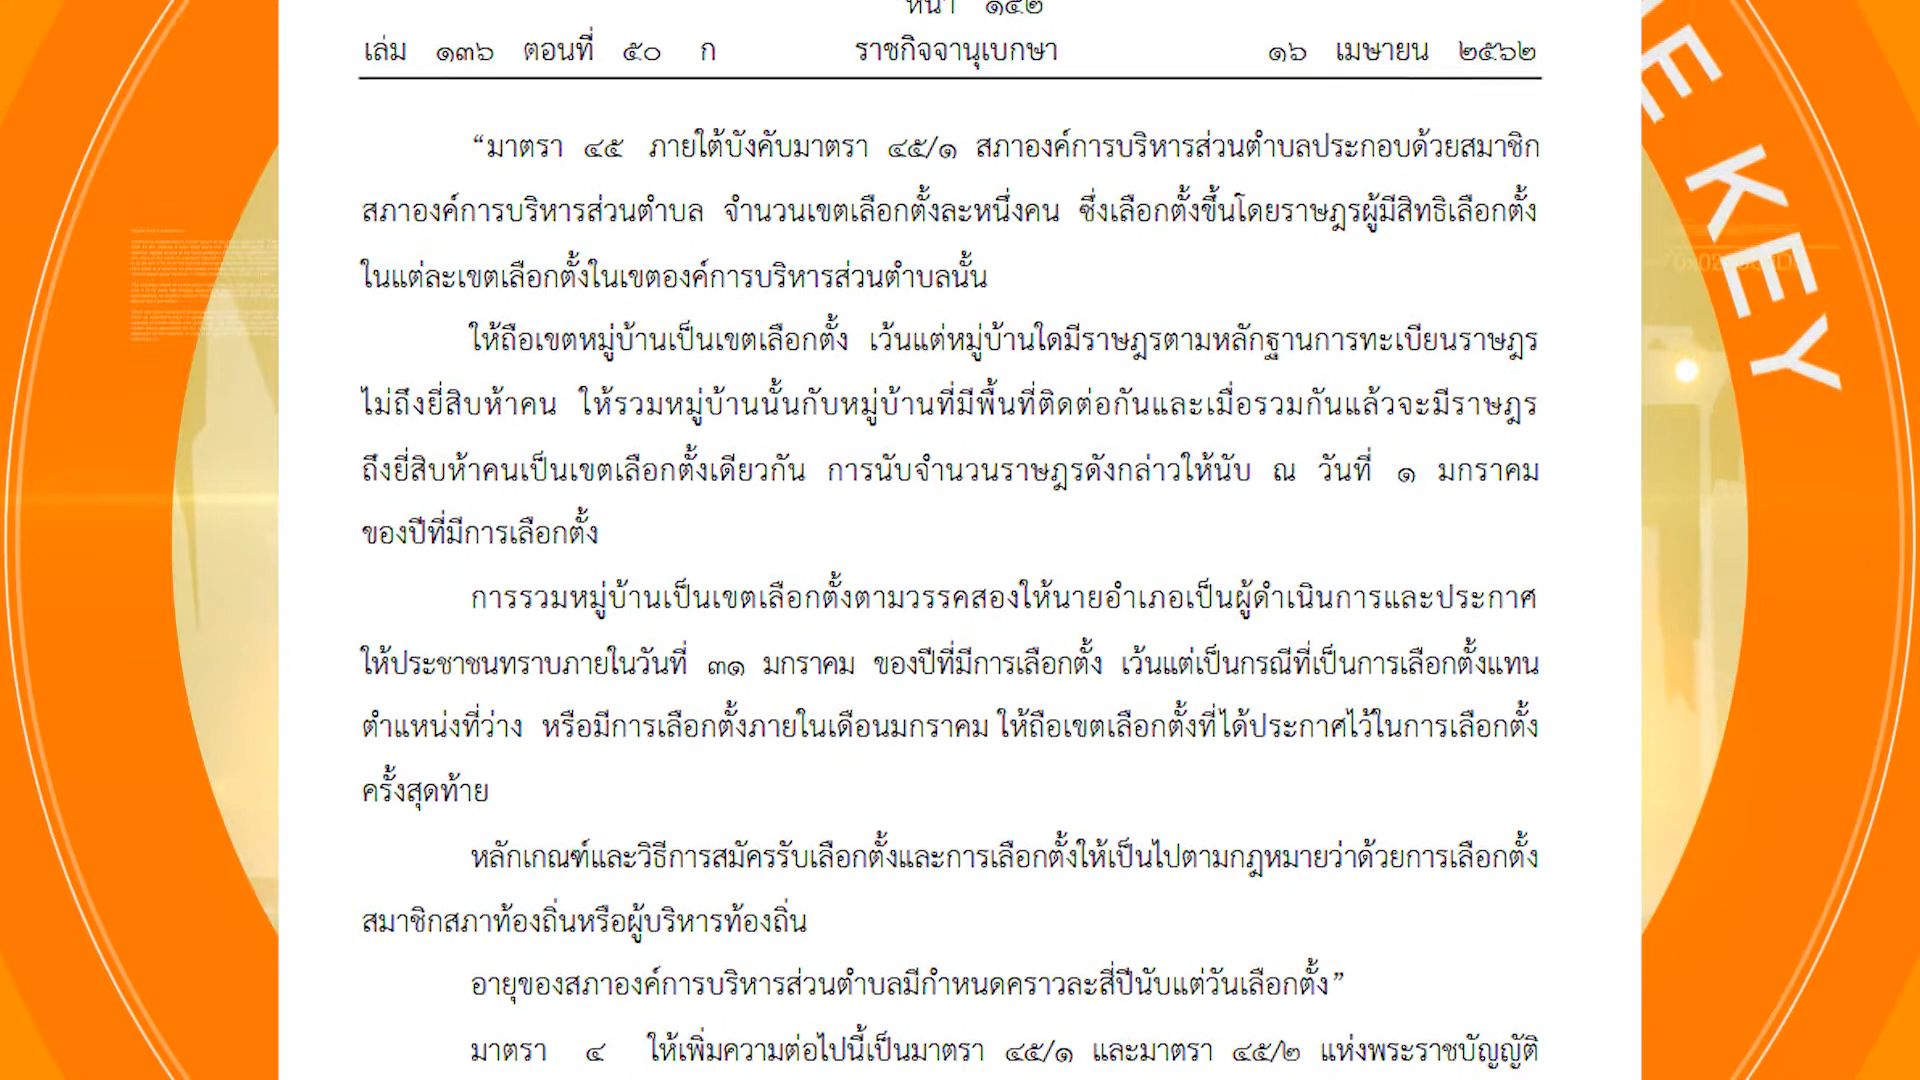 หน้า ๑๔๒
เล่ม ๑๓๖ ตอนที่ ๕๐ ก ราชกิจจานุเบกษา ๑๖ เมษายน ๒๕๖๒
“มาตรา ๔๕ ภายใต้บังคับมาตรา ๔๕/๑ สภาองค์การบริหารส่วนตำบลประกอบด้วยสมาชิก
สภาองค์การบริหารส่วนตำบล จำนวนเขตเลือกตั้งละหนึ่งคน ซึ่งเลือกตั้งขึ้นโดยราษฎรผู้มีสิทธิเลือกตั้ง
ในแต่ละเขตเลือกตั้งในเขตองค์การบริหารส่วนตำบลนั้น
ให้ถือเขตหมู่บ้านเป็นเขตเลือกตั้ง เว้นแต่หมู่บ้านใดมีราษฎรตามหลักฐานการทะเบียนราษฎร
ไม่ถึงยี่สิบห้าคน ให้รวมหมู่บ้านนั้นกับหมู่บ้านที่มีพื้นที่ติดต่อกันและเมื่อรวมกันแล้วจะมีราษฎร
ถึงยี่สิบห้าคนเป็นเขตเลือกตั้งเดียวกัน การนับจำนวนราษฎรดังกล่าวให้นับ ณ วันที่ ๑ มกราคม
ของปีที่มีการเลือกตั้ง
การรวมหมู่บ้านเป็นเขตเลือกตั้งตามวรรคสองให้นายอำเภอเป็นผู้ดำเนินการและประกาศ
ให้ประชาชนทราบภายในวันที่ ๓๑ มกราคม ของปีที่มีการเลือกตั้ง เว้นแต่เป็นกรณีที่เป็นการเลือกตั้งแทน
ตำแหน่งที่ว่าง หรือมีการเลือกตั้งภายในเดือนมกราคม ให้ถือเขตเลือกตั้งที่ได้ประกาศไว้ในการเลือกตั้ง
ครั้งสุดท้าย
หลักเกณฑ์และวิธีการสมัครรับเลือกตั้งและการเลือกตั้งให้เป็นไปตามกฎหมายว่าด้วยการเลือกตั้ง
สมาชิกสภาท้องถิ่นหรือผู้บริหารท้องถิ่น
อายุของสภาองค์การบริหารส่วนตำบลมีกำหนดคราวละสี่ปีนับแต่วันเลือกตั้ง”
มาตรา ๔ ให้เพิ่มความต่อไปนี้เป็นมาตรา ๔๕/๑ และมาตรา ๔๕/๒ แห่งพระราชบัญญัติ
KEY